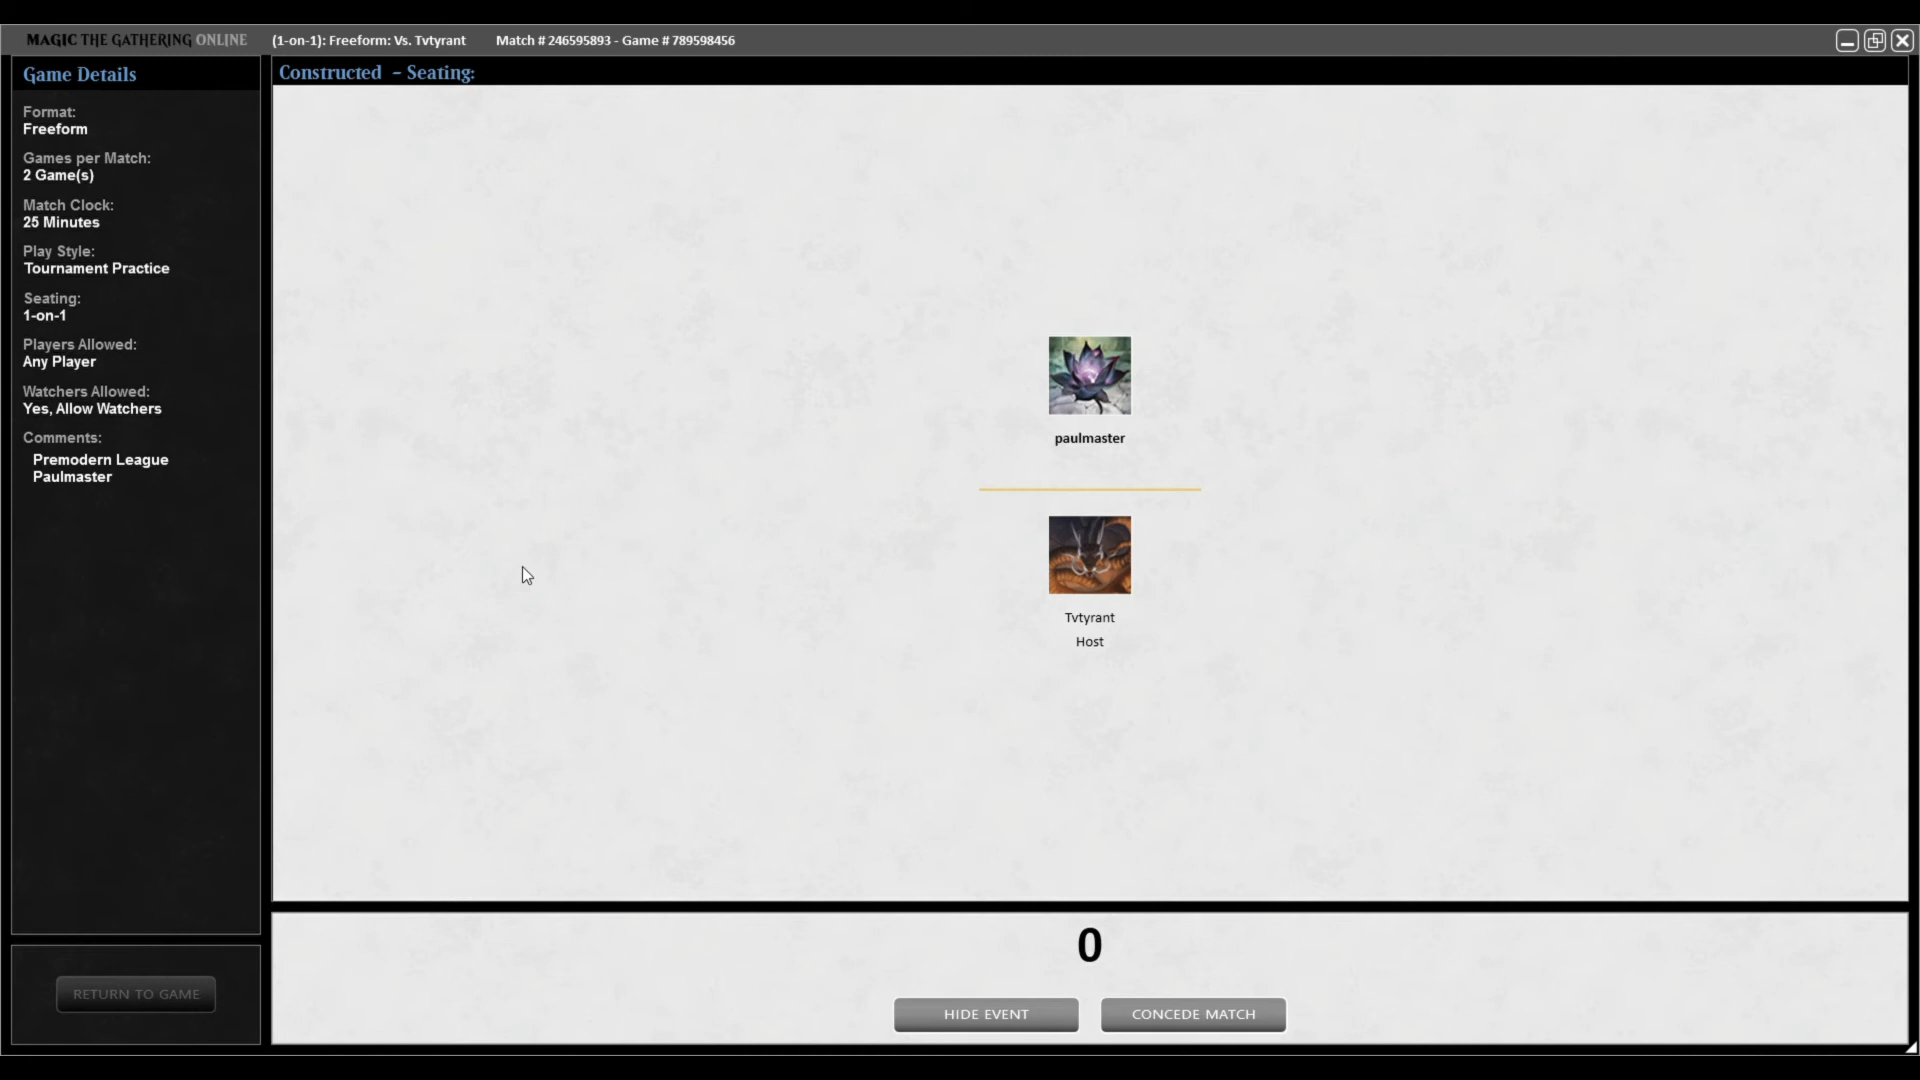 MAGIC THE GATHERING ONLINE
(1-on-1): Freeform: Vs. Tvtyrant
Match # 246595893 - Game # 789598456
Game Details
Constructed – Seating:
Format:
Freeform
Games per Match:
2 Game(s)
Match Clock:
25 Minutes
Play Style:
Tournament Practice
Seating:
1-on-1
Players Allowed:
Any Player
Watchers Allowed:
Yes, Allow Watchers
Comments:
Premodern League
Paulmaster
paulmaster
Tvtyrant
Host
0
RETURN TO GAME
HIDE EVENT
CONCEDE MATCH